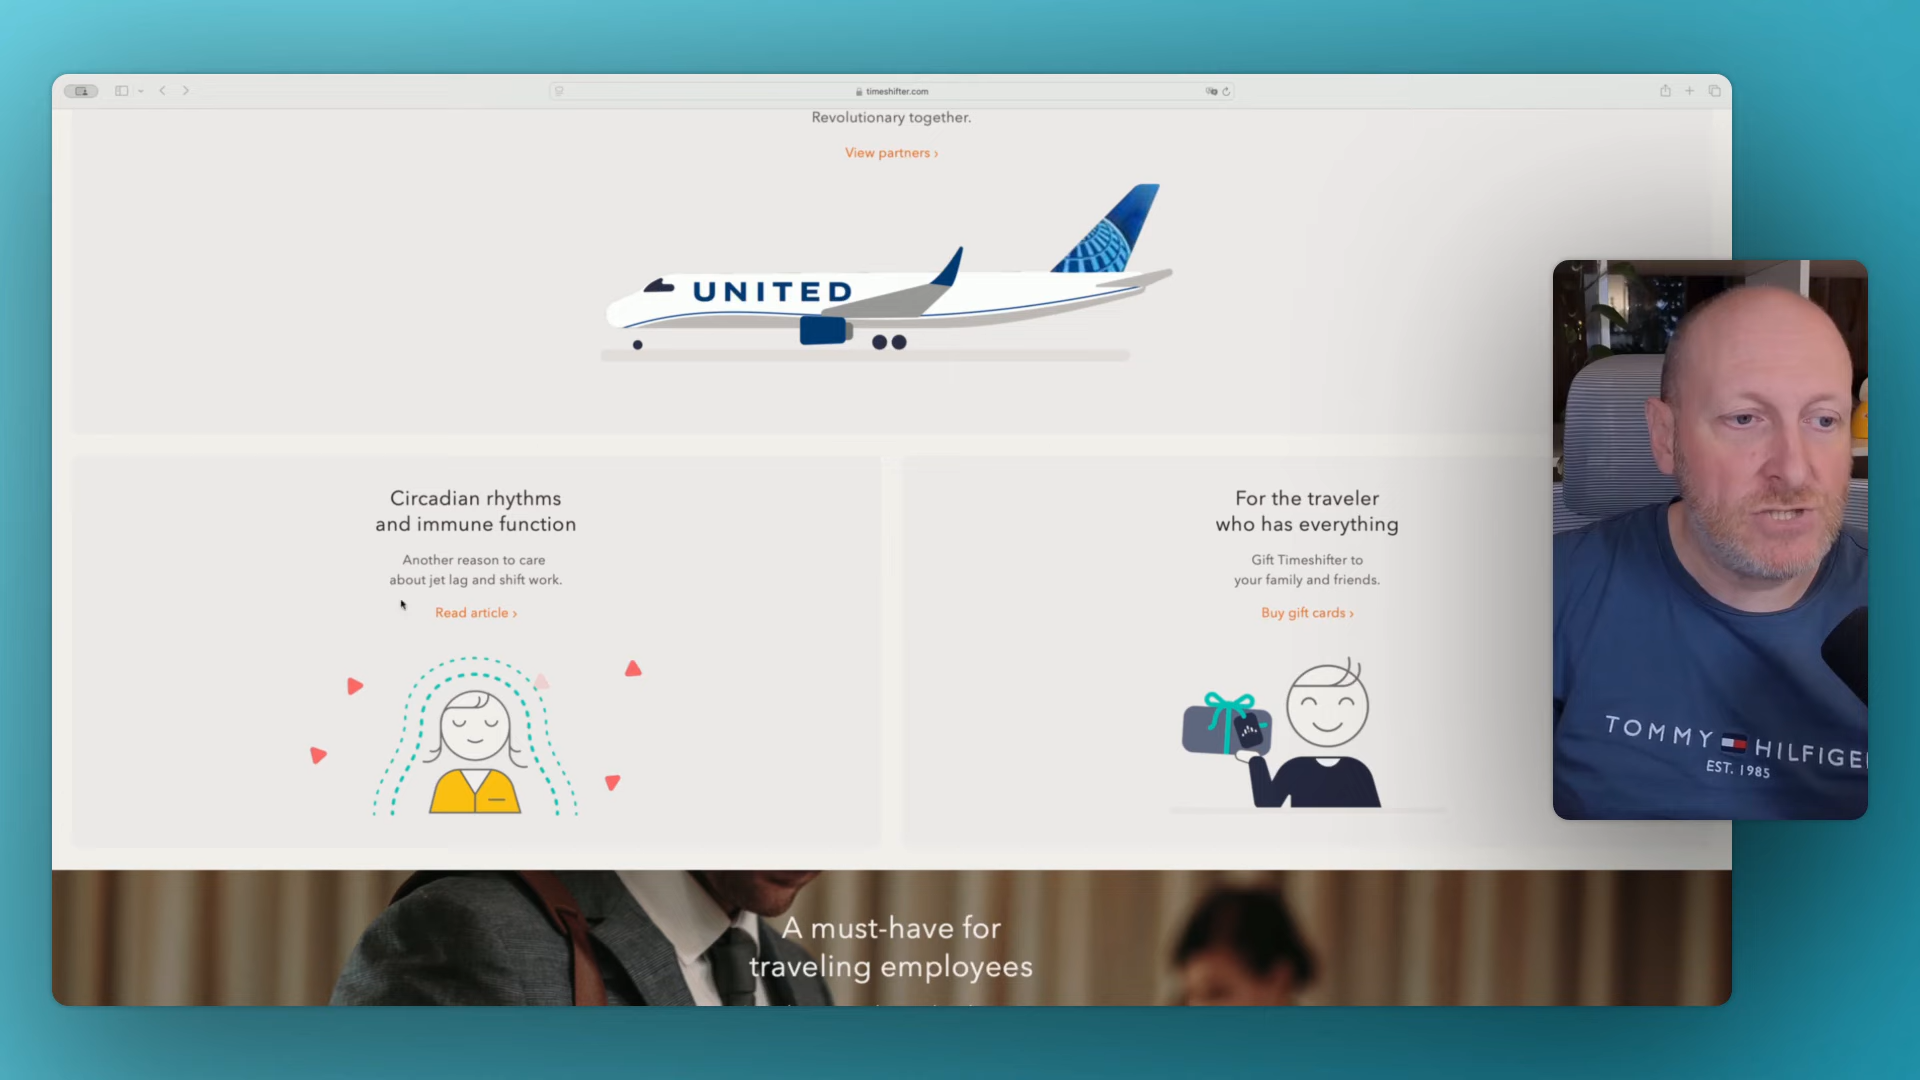 timeshifter.com
Revolutionary together.
View partners ›
UNITED
Circadian rhythms
and immune function
Another reason to care
about jet lag and shift work.
Read article ›
For the traveler
who has everything
Gift Timeshifter to
your family and friends.
Buy gift cards ›
TOMMY HILFIGE
EST. 1985
A must-have for
traveling employees